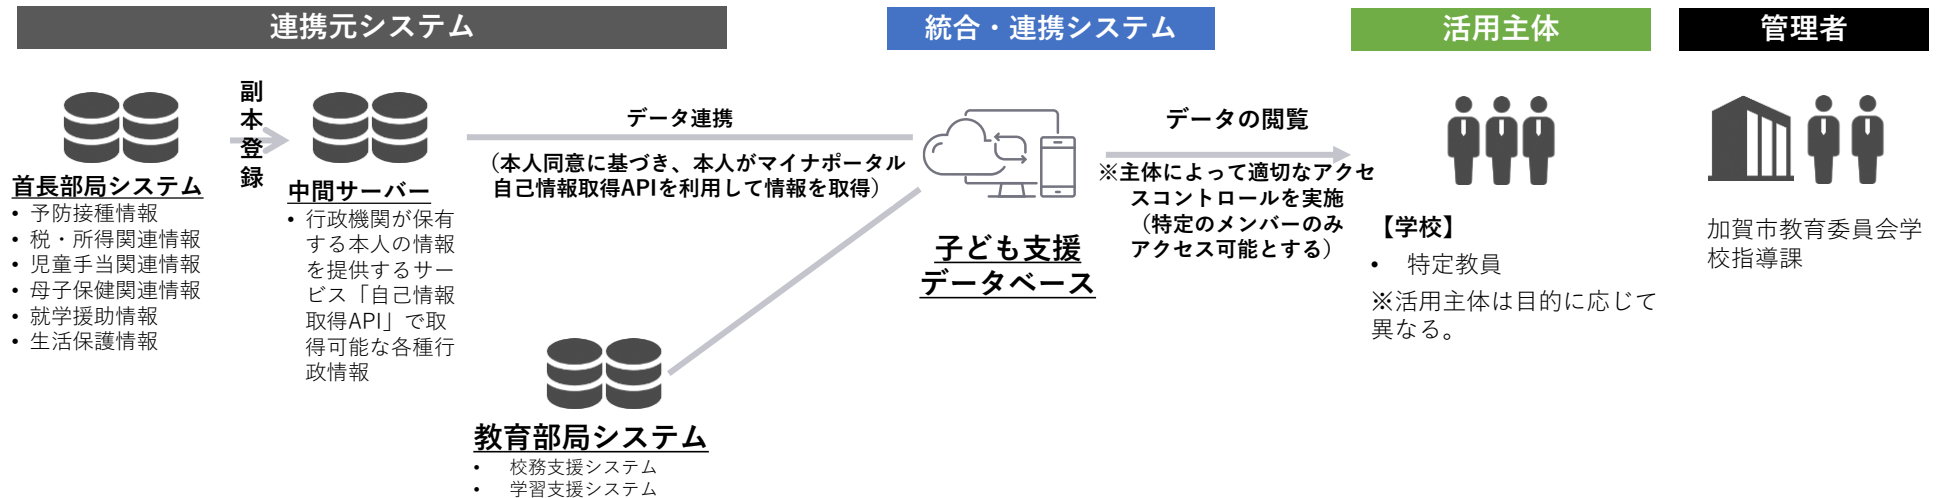 連携元システム
統合・連携システム
活用主体
管理者
副本登録
首長部局システム
• 予防接種情報
• 税・所得関連情報
• 児童手当関連情報
• 母子保健関連情報
• 就学援助情報
• 生活保護情報
中間サーバー
• 行政機関が保有
する本人の情報
を提供するサー
ビス「自己情報
取得API」で取
得可能な各種行
政情報
データ連携
（本人同意に基づき、本人がマイナポータル
自己情報取得APIを利用して情報を取得）
教育部局システム
• 校務支援システム
• 学習支援システム
子ども支援
データベース
データの閲覧
※主体によって適切なアクセ
スコントロールを実施
（特定のメンバーのみ
アクセス可能とする）
【学校】
• 特定教員
※活用主体は目的に応じて
異なる。
加賀市教育委員会学
校指導課